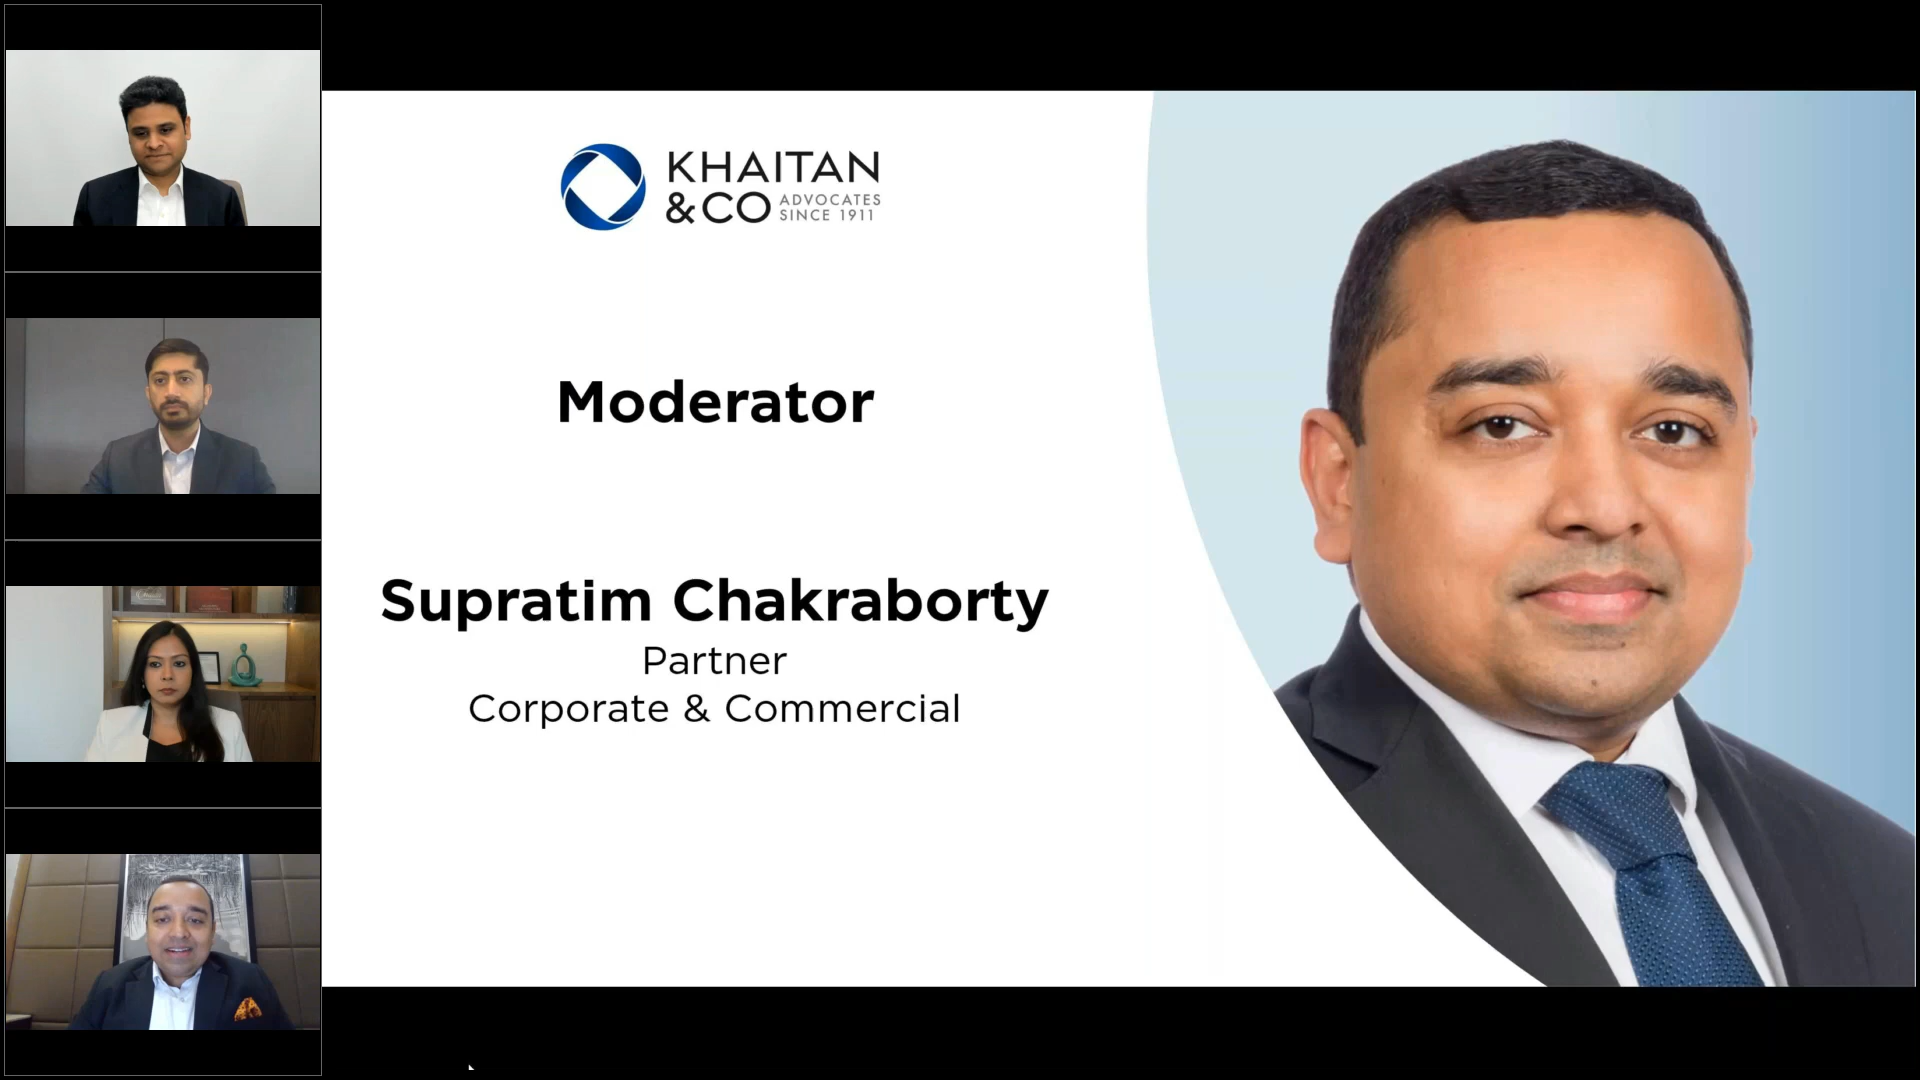 KHAITAN
&CO ADVOCATES
SINCE 1911
Moderator
Supratim Chakraborty
Partner
Corporate & Commercial